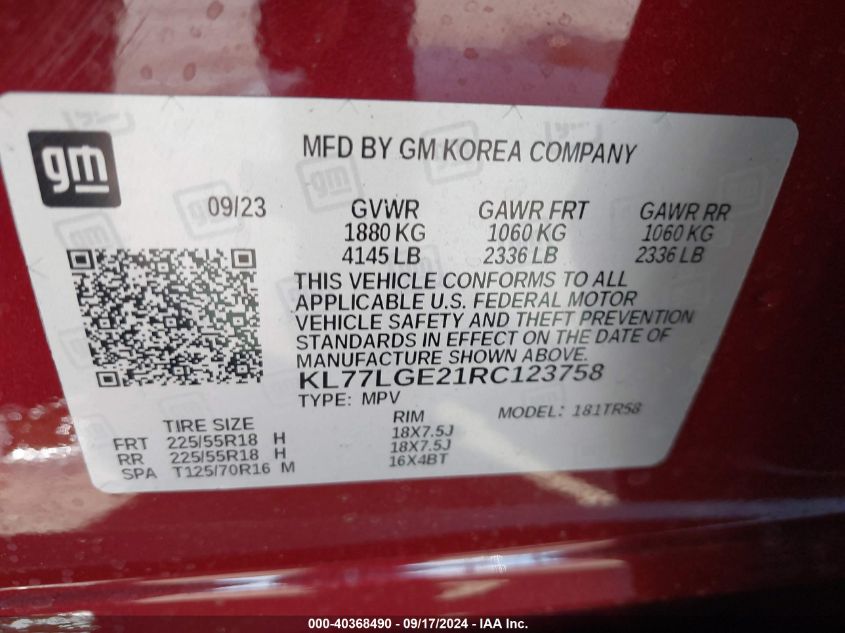 gm
MFD BY GM KOREA COMPANY
09/23 GVWR GAWR FRT GAWR RR
1880 KG 1060 KG 1060 KG
4145 LB 2336 LB 2336 LB
THIS VEHICLE CONFORMS TO ALL
APPLICABLE U.S. FEDERAL MOTOR
VEHICLE SAFETY AND THEFT PREVENTION
STANDARDS IN EFFECT ON THE DATE OF
MANUFACTURE SHOWN ABOVE.
KL77LGE21RC123758
TYPE: MPV MODEL: 181TR58
TIRE SIZE RIM
FRT 225/55R18 H 18X7.5J
RR 225/55R18 H 18X7.5J
SPA T125/70R16 M 16X4BT
000-40368490 - 09/17/2024 - IAA Inc.